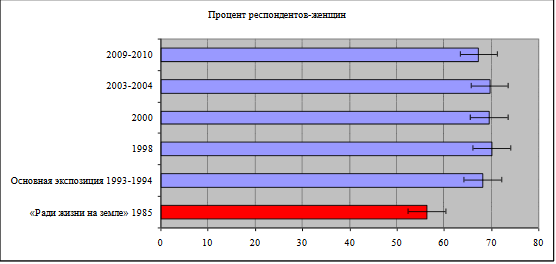 Процент респондентов-женщин
2009-2010
2003-2004
2000
1998
Основная экспозиция 1993-1994
«Ради жизни на земле» 1985
0 10 20 30 40 50 60 70 80